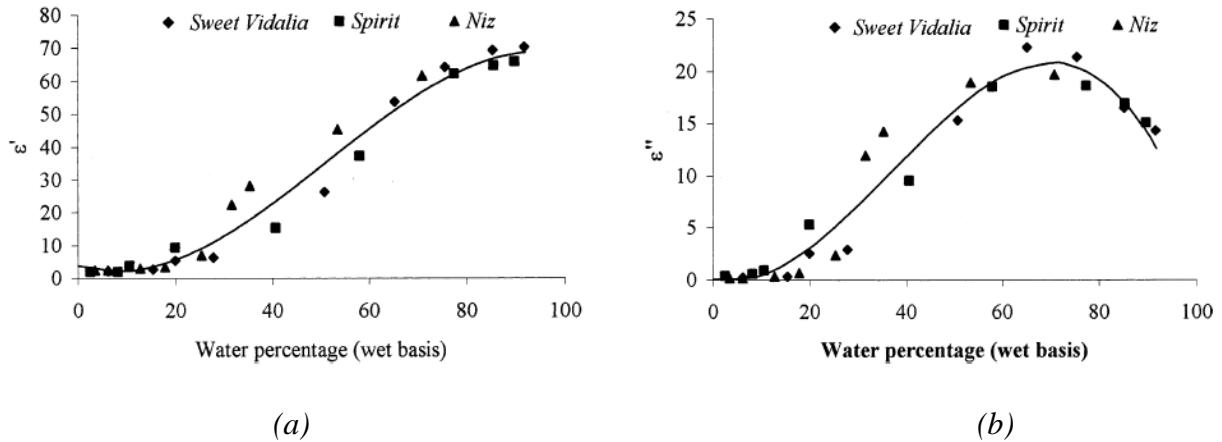 ◆ Sweet Vidalia ■ Spirit ▲ Niz
80
70
60
50
40
30
20
10
0
ε'
0 20 40 60 80 100
Water percentage (wet basis)
(a)
◆ Sweet Vidalia ■ Spirit ▲ Niz
25
20
15
10
5
0
ε"
0 20 40 60 80 100
Water percentage (wet basis)
(b)